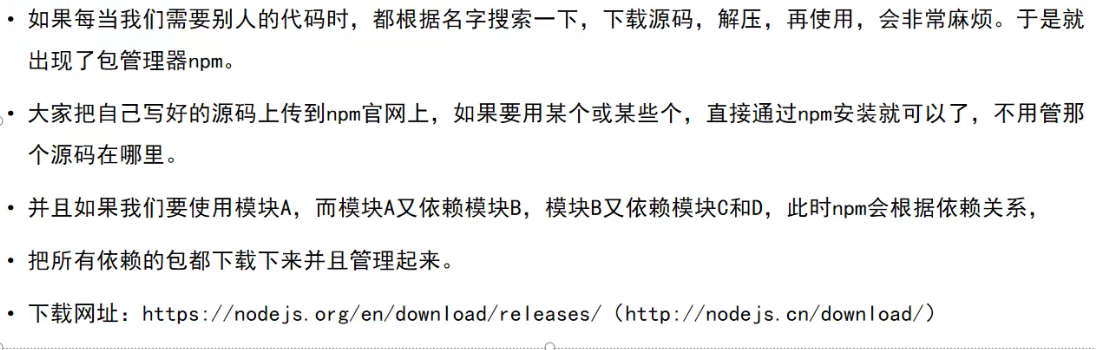 • 如果每当我们需要别人的代码时，都根据名字搜索一下，下载源码，解压，再使用，会非常麻烦。于是就
出现了包管理器npm。
• 大家把自己写好的源码上传到npm官网上，如果要用某个或某些个，直接通过npm安装就可以了，不用管那
个源码在哪里。
• 并且如果我们要使用模块A，而模块A又依赖模块B，模块B又依赖模块C和D，此时npm会根据依赖关系，
• 把所有依赖的包都下载下来并且管理起来。
• 下载网址：https://nodejs.org/en/download/releases/（http://nodejs.cn/download/）